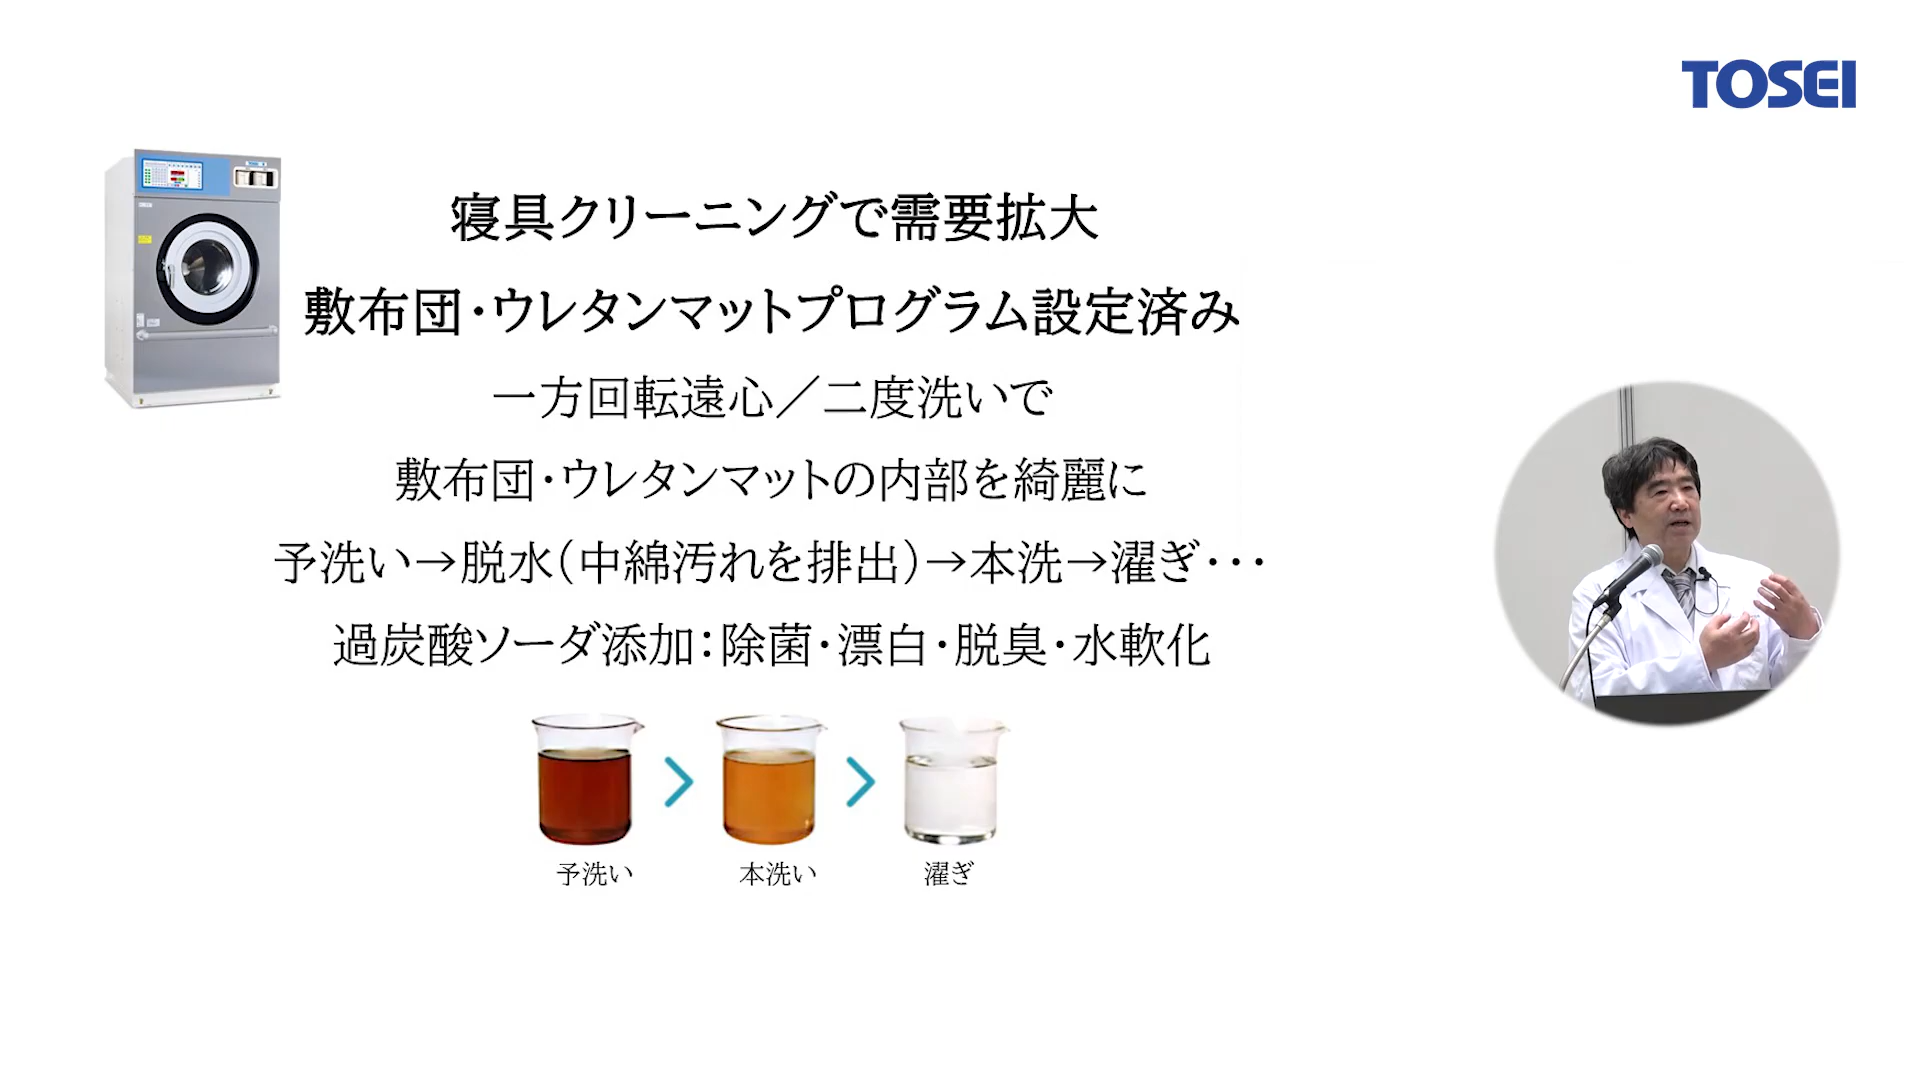 TOSEI
寝具クリーニングで需要拡大
敷布団・ウレタンマットプログラム設定済み
一方回転遠心／二度洗いで
敷布団・ウレタンマットの内部を綺麗に
予洗い→脱水（中綿汚れを排出）→本洗→濯ぎ・・・
過炭酸ソーダ添加：除菌・漂白・脱臭・水軟化
予洗い
本洗い
濯ぎ